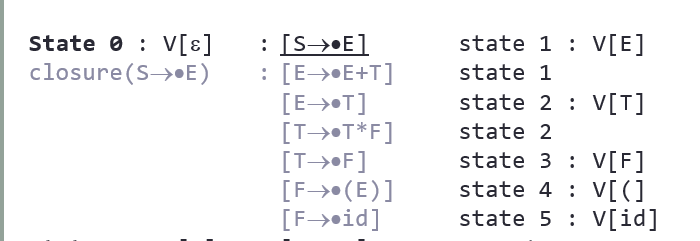 State 0 : V[ε] : [S→•E] state 1 : V[E]
closure(S→•E) : [E→•E+T] state 1
[E→•T] state 2 : V[T]
[T→•T*F] state 2
[T→•F] state 3 : V[F]
[F→•(E)] state 4 : V[(]
[F→•id] state 5 : V[id]